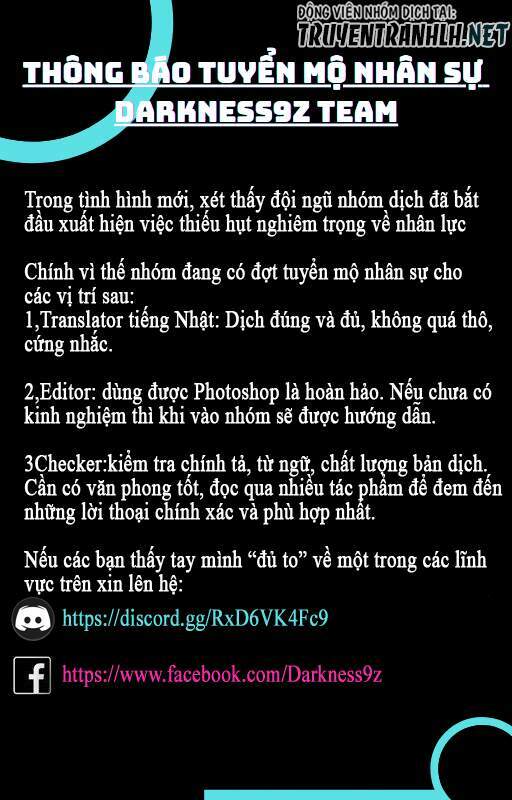 ĐỘNG VIÊN NHÓM DỊCH TẠI:
TRUYENTRANHLH.NET
THÔNG BÁO TUYỂN MỘ NHÂN SỰ
DARKNESS9Z TEAM
Trong tình hình mới, xét thấy đội ngũ nhóm dịch đã bắt
đầu xuất hiện việc thiếu hụt nghiêm trọng về nhân lực
Chính vì thế nhóm đang có đợt tuyển mộ nhân sự cho
các vị trí sau:
1,Translator tiếng Nhật: Dịch đúng và đủ, không quá thô,
cứng nhắc.
2,Editor: dùng được Photoshop là hoàn hảo. Nếu chưa có
kinh nghiệm thì khi vào nhóm sẽ được hướng dẫn.
3Checker:kiểm tra chính tả, từ ngữ, chất lượng bản dịch.
Cần có văn phong tốt, đọc qua nhiều tác phẩm để đem đến
những lời thoại chính xác và phù hợp nhất.
Nếu các bạn thấy tay mình “đủ to” về một trong các lĩnh
vực trên xin lên hệ:
https://discord.gg/RxD6VK4Fc9
https://www.facebook.com/Darkness9z